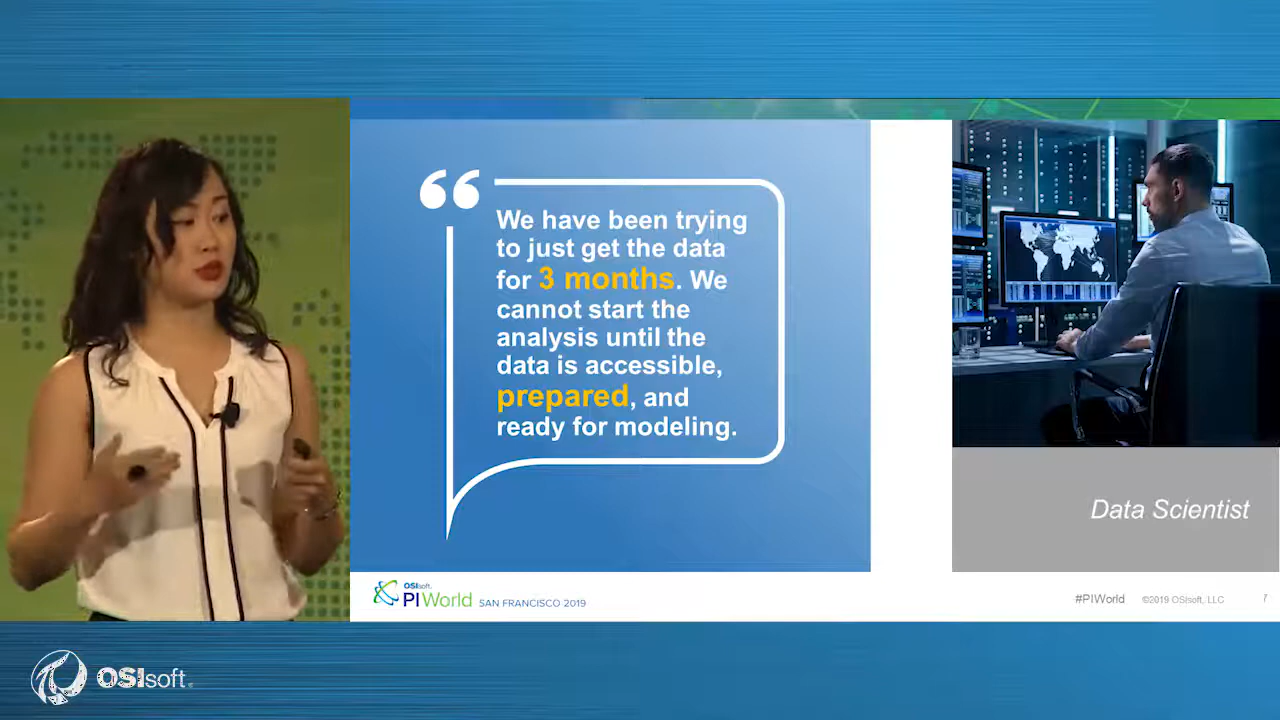 We have been trying
to just get the data
for 3 months. We
cannot start the
analysis until the
data is accessible,
prepared, and
ready for modeling.
Data Scientist
OSIsoft.
PI World SAN FRANCISCO 2019
#PIWorld ©2019 OSIsoft, LLC 7
OSIsoft